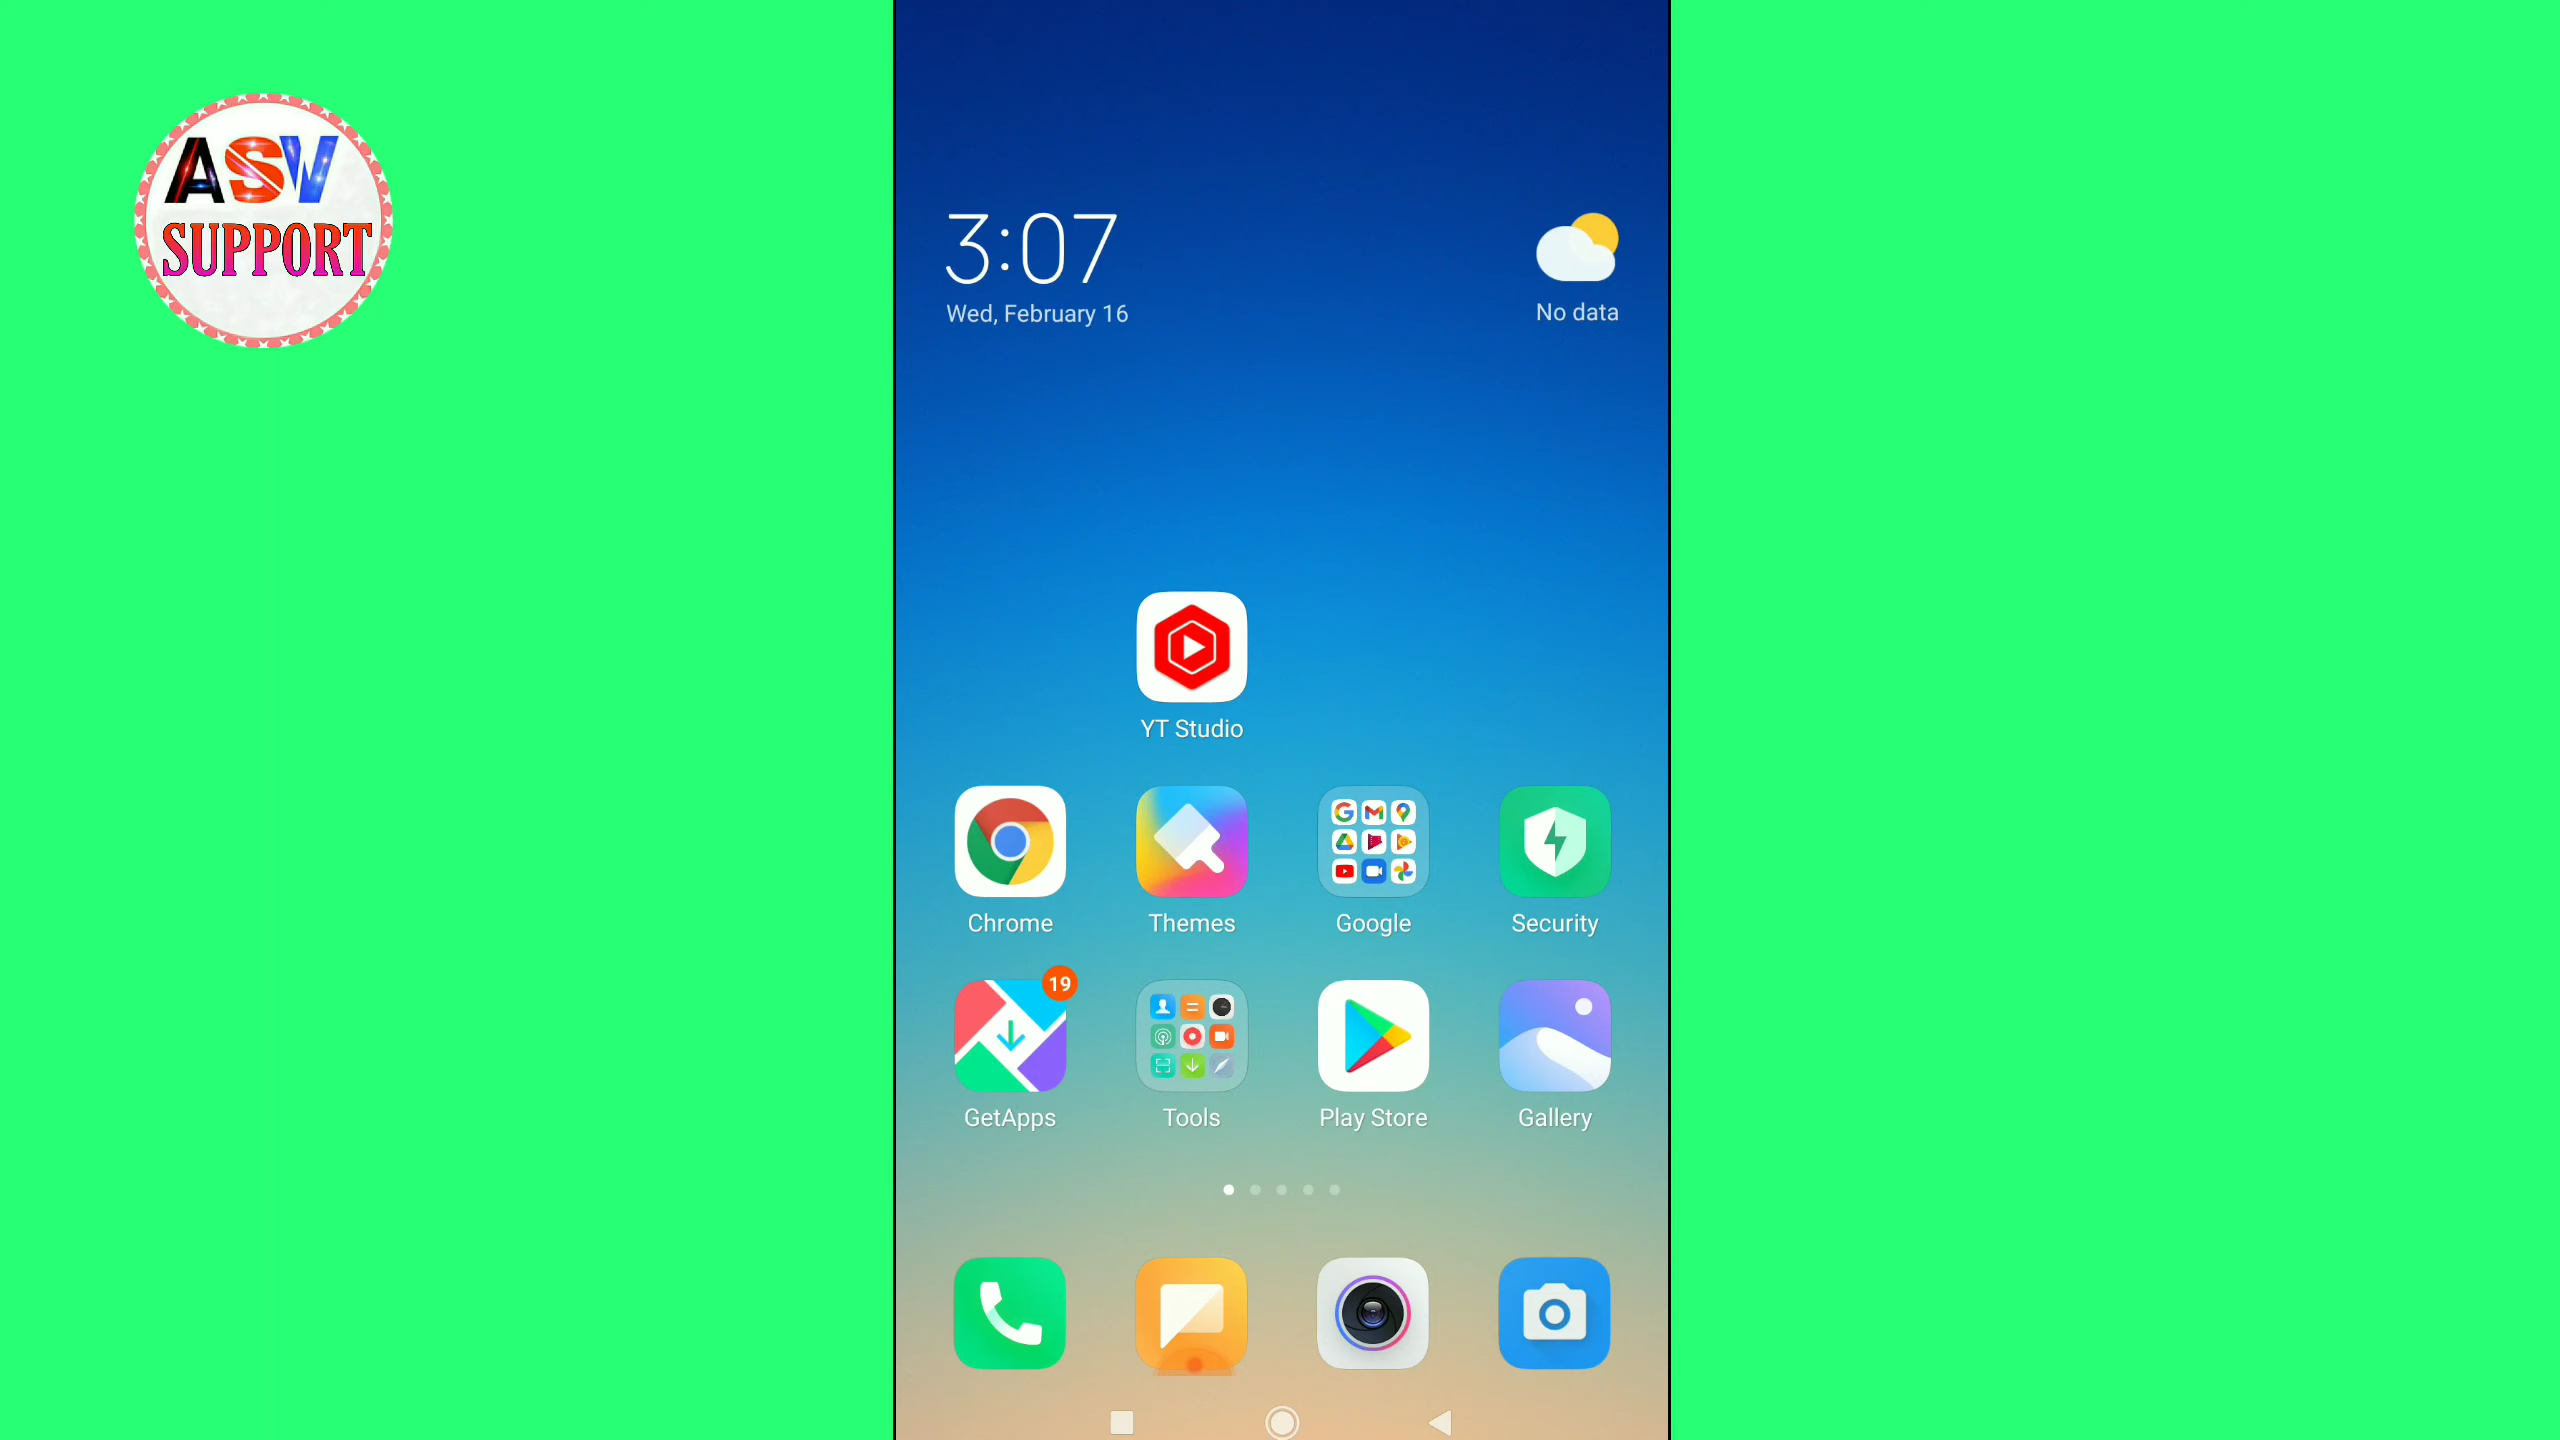 ASV
SUPPORT
3:07
Wed, February 16
No data
YT Studio
Chrome
Themes
Google
Security
19
GetApps
Tools
Play Store
Gallery